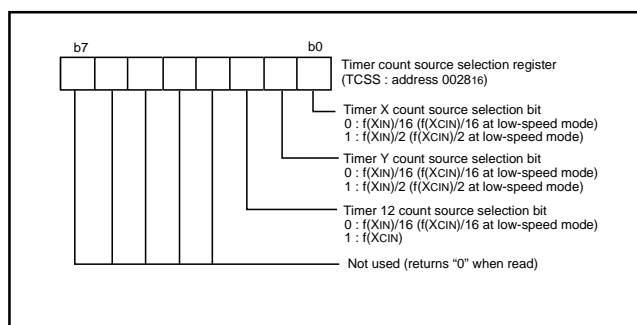 b7 b0
Timer count source selection register
(TCSS : address 002816)
Timer X count source selection bit
0 : f(XIN)/16 (f(XCIN)/16 at low-speed mode)
1 : f(XIN)/2 (f(XCIN)/2 at low-speed mode)
Timer Y count source selection bit
0 : f(XIN)/16 (f(XCIN)/16 at low-speed mode)
1 : f(XIN)/2 (f(XCIN)/2 at low-speed mode)
Timer 12 count source selection bit
0 : f(XIN)/16 (f(XCIN)/16 at low-speed mode)
1 : f(XCIN)
Not used (returns “0” when read)